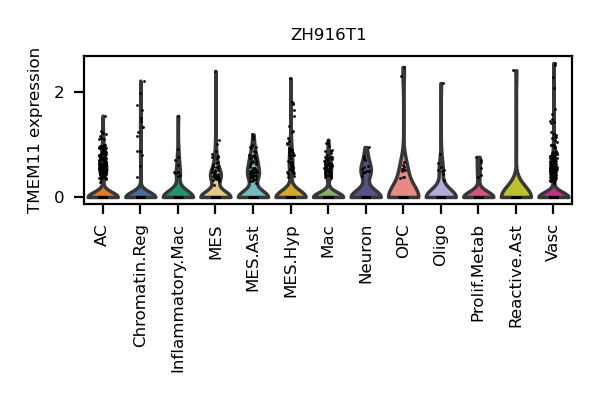 ZH916T1
TMEM11 expression
2
0
AC
Chromatin.Reg
Inflammatory.Mac
MES
MES.Ast
MES.Hyp
Mac
Neuron
OPC
Oligo
Prolif.Metab
Reactive.Ast
Vasc